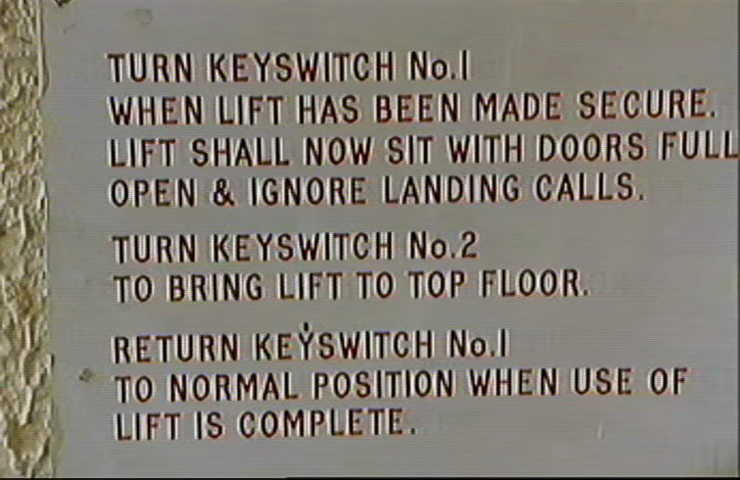 TURN KEYSWITCH No.1
WHEN LIFT HAS BEEN MADE SECURE.
LIFT SHALL NOW SIT WITH DOORS FULL
OPEN & IGNORE LANDING CALLS.
TURN KEYSWITCH No.2
TO BRING LIFT TO TOP FLOOR.
RETURN KEYSWITCH No.1
TO NORMAL POSITION WHEN USE OF
LIFT IS COMPLETE.